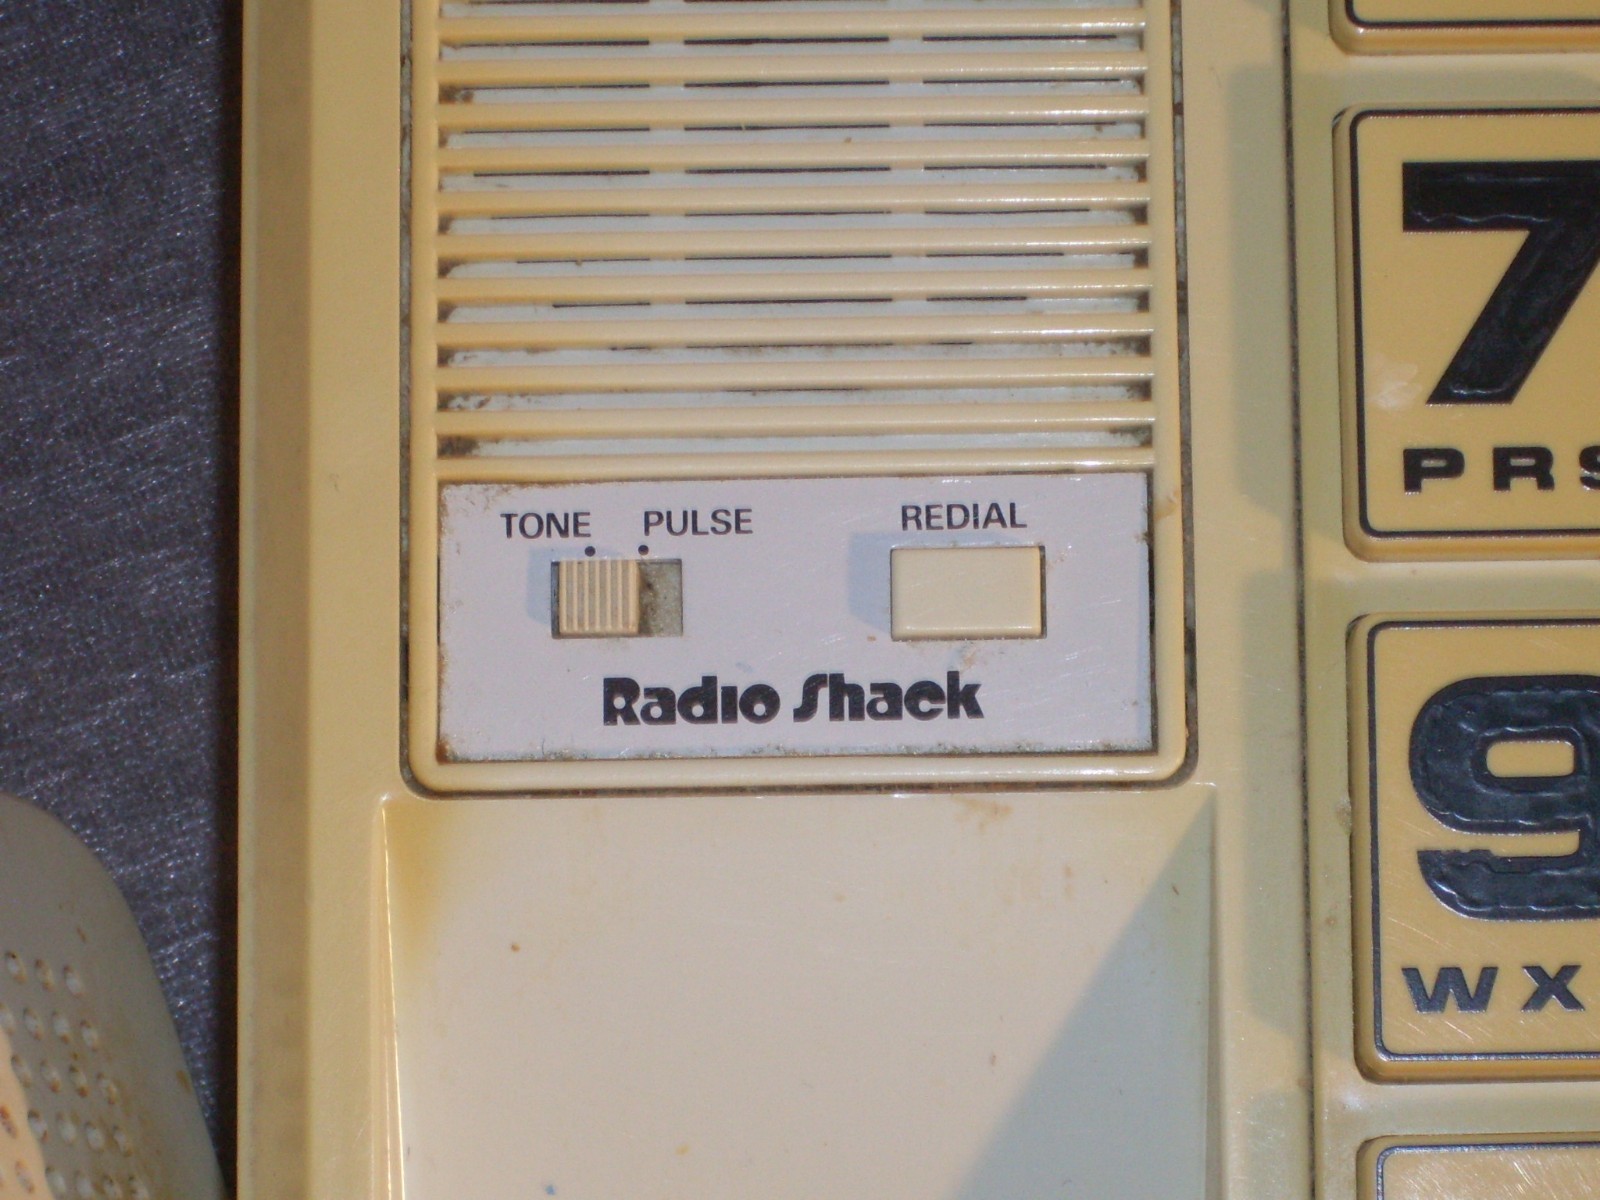 TONE PULSE
REDIAL
Radio Shack
7
PRS
9
WX